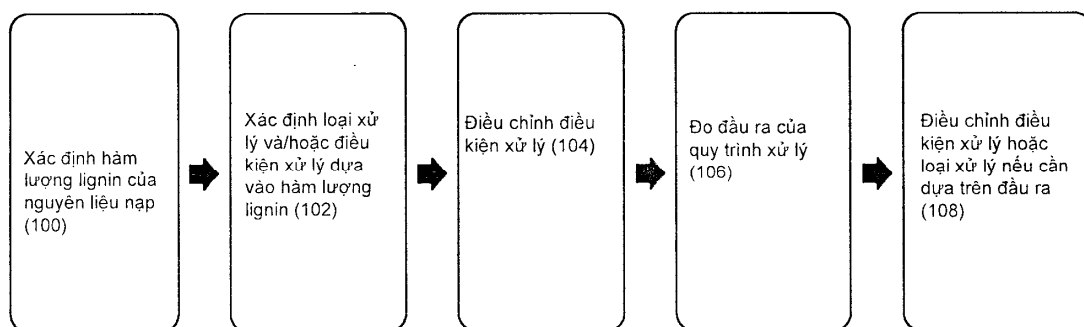 Xác định hàm
lượng lignin của
nguyên liệu nạp
(100)
Xác định loại xử
lý và/hoặc điều
kiện xử lý dựa
vào hàm lượng
lignin (102)
Điều chỉnh điều
kiện xử lý (104)
Đo đầu ra của
quy trình xử lý
(106)
Điều chỉnh điều
kiện xử lý hoặc
loại xử lý nếu cần
dựa trên đầu ra
(108)